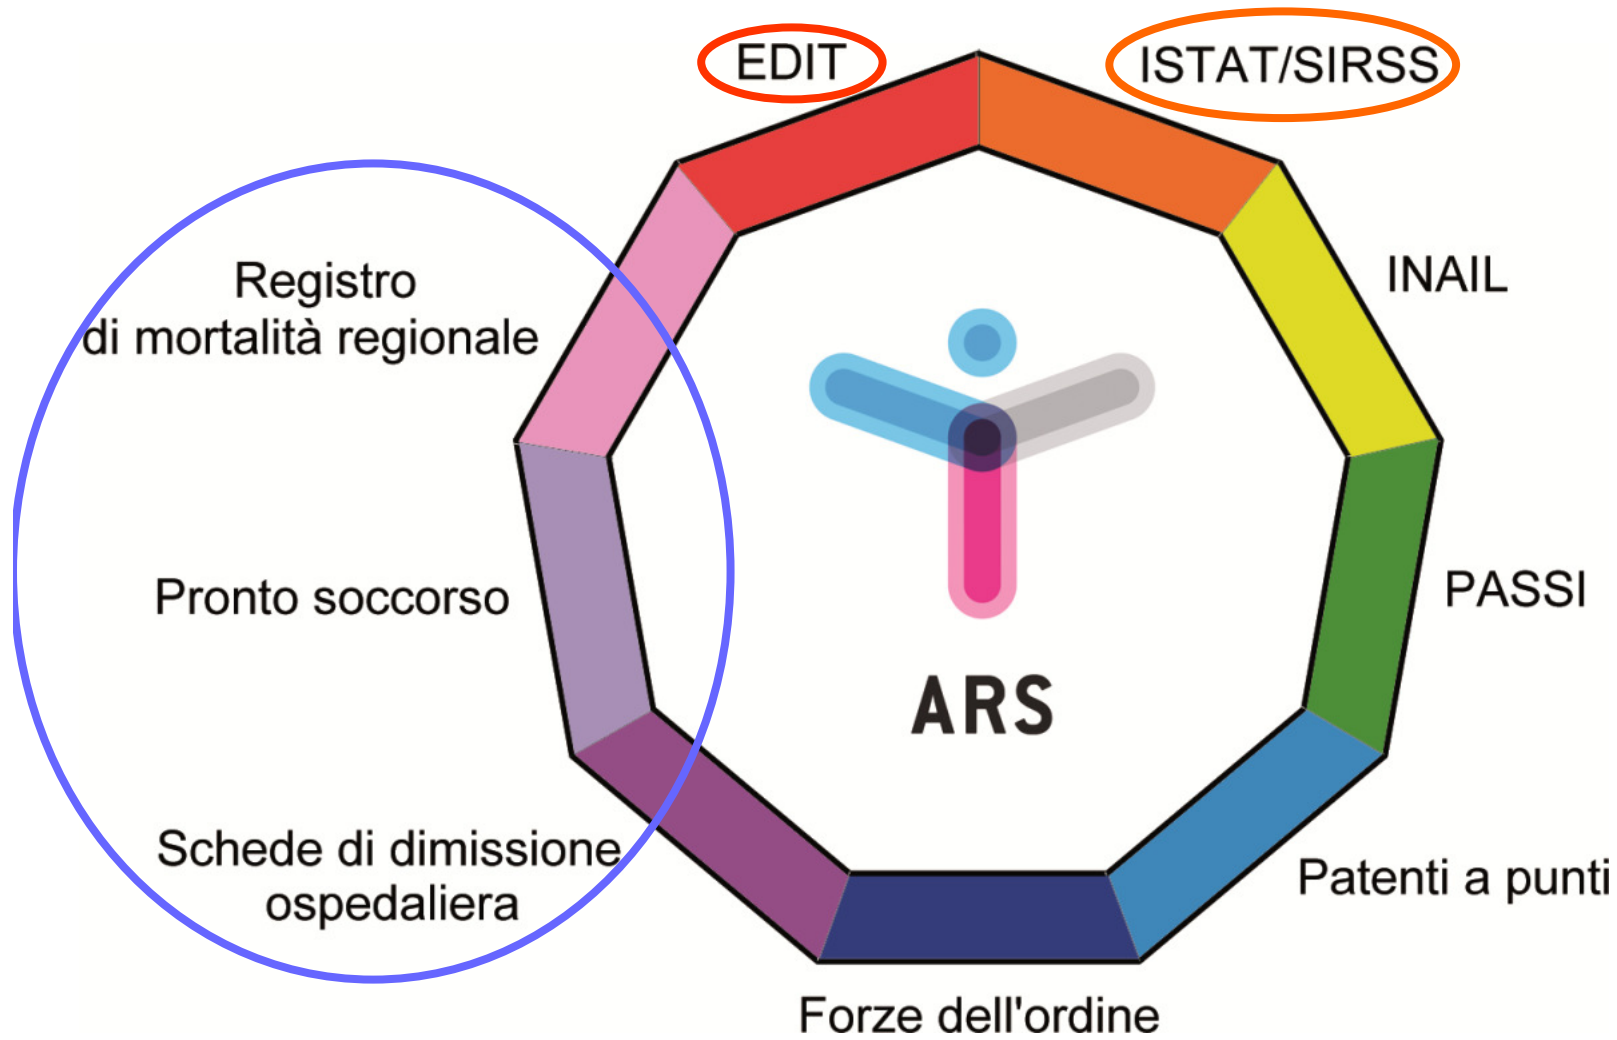 EDIT
ISTAT/SIRSS
Registro
di mortalità regionale
INAIL
Pronto soccorso
PASSI
ARS
Schede di dimissione
ospedaliera
Patenti a punti
Forze dell'ordine